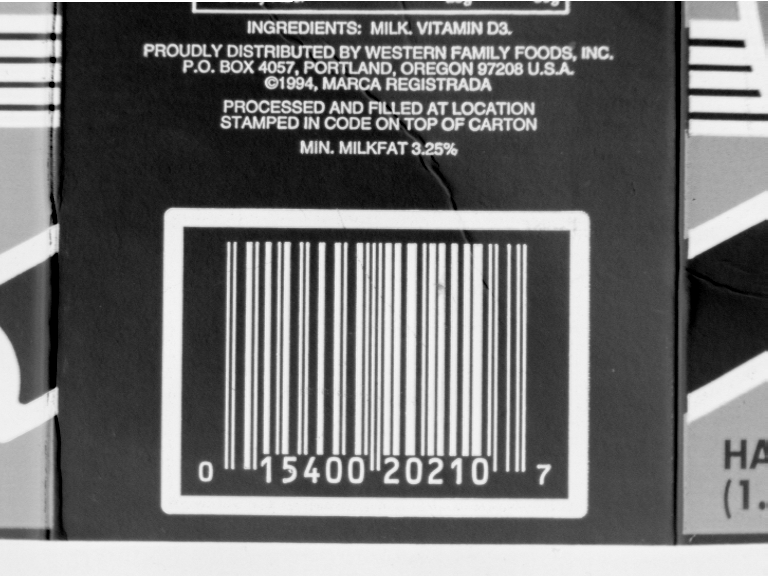 INGREDIENTS: MILK. VITAMIN D3.
PROUDLY DISTRIBUTED BY WESTERN FAMILY FOODS, INC.
P.O. BOX 4057, PORTLAND, OREGON 97208 U.S.A.
©1994, MARCA REGISTRADA
PROCESSED AND FILLED AT LOCATION
STAMPED IN CODE ON TOP OF CARTON
MIN. MILKFAT 3.25%
0 15400 20210 7
HA
(1.